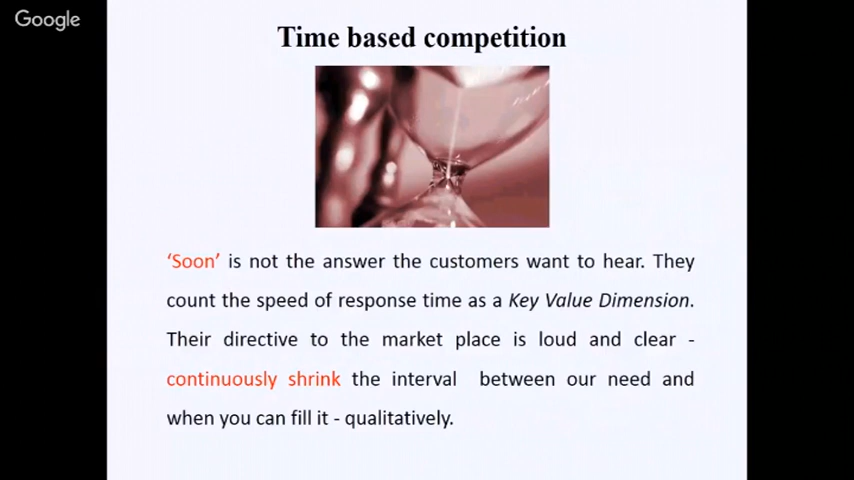 Google
Time based competition
‘Soon’ is not the answer the customers want to hear. They
count the speed of response time as a Key Value Dimension.
Their directive to the market place is loud and clear -
continuously shrink the interval between our need and
when you can fill it - qualitatively.